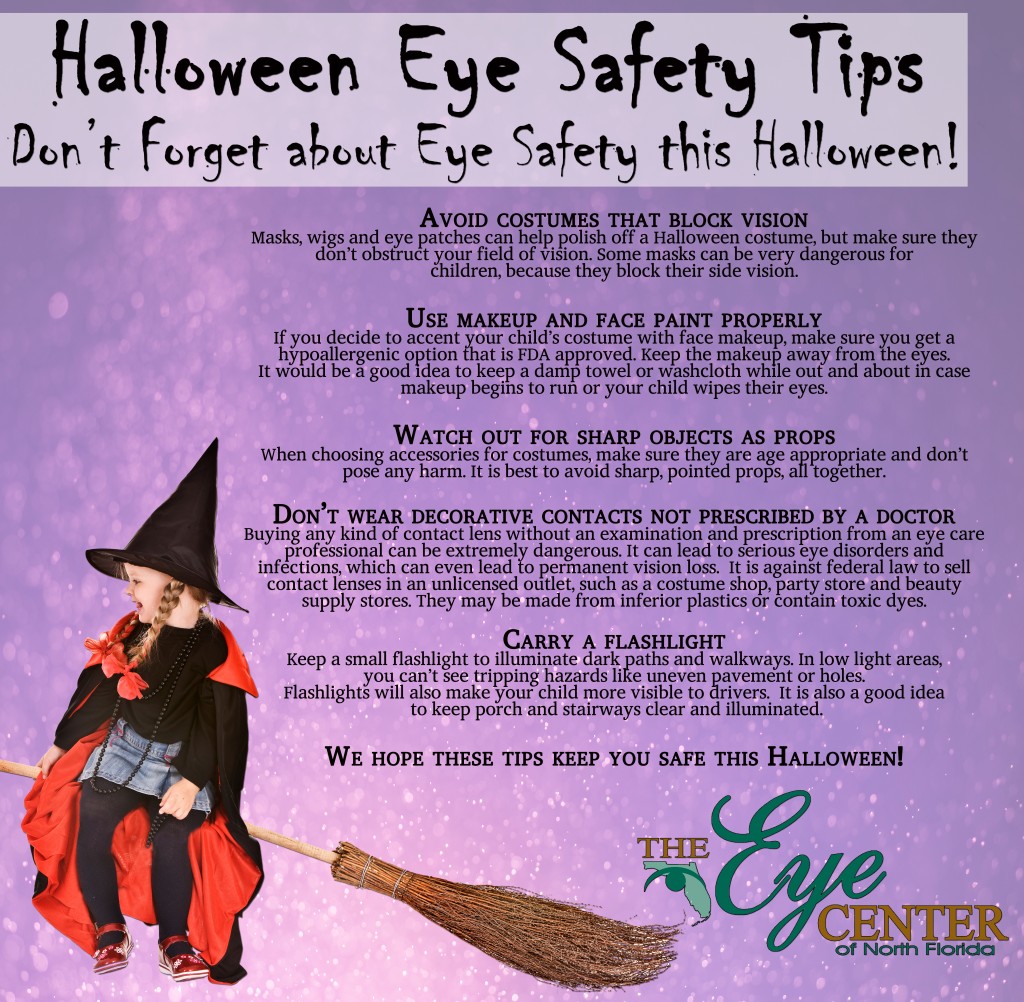 Halloween Eye Safety Tips
Don't Forget about Eye Safety this Halloween!
Avoid costumes that block vision
Masks, wigs and eye patches can help polish off a Halloween costume, but make sure they
don't obstruct your field of vision. Some masks can be very dangerous for
children, because they block their side vision.
Use makeup and face paint properly
If you decide to accent your child's costume with face makeup, make sure you get a
hypoallergenic option that is FDA approved. Keep the makeup away from the eyes.
It would be a good idea to keep a damp towel or washcloth while out and about in case
makeup begins to run or your child wipes their eyes.
Watch out for sharp objects as props
When choosing accessories for costumes, make sure they are age appropriate and don't
pose any harm. It is best to avoid sharp, pointed props, all together.
Don't wear decorative contacts not prescribed by a doctor
Buying any kind of contact lens without an examination and prescription from an eye care
professional can be extremely dangerous. It can lead to serious eye disorders and
infections, which can even lead to permanent vision loss. It is against federal law to sell
contact lenses in an unlicensed outlet, such as a costume shop, party store and beauty
supply stores. They may be made from inferior plastics or contain toxic dyes.
Carry a flashlight
Keep a small flashlight to illuminate dark paths and walkways. In low light areas,
you can't see tripping hazards like uneven pavement or holes.
Flashlights will also make your child more visible to drivers. It is also a good idea
to keep porch and stairways clear and illuminated.
We hope these tips keep you safe this Halloween!
THE Eye
CENTER
of North Florida